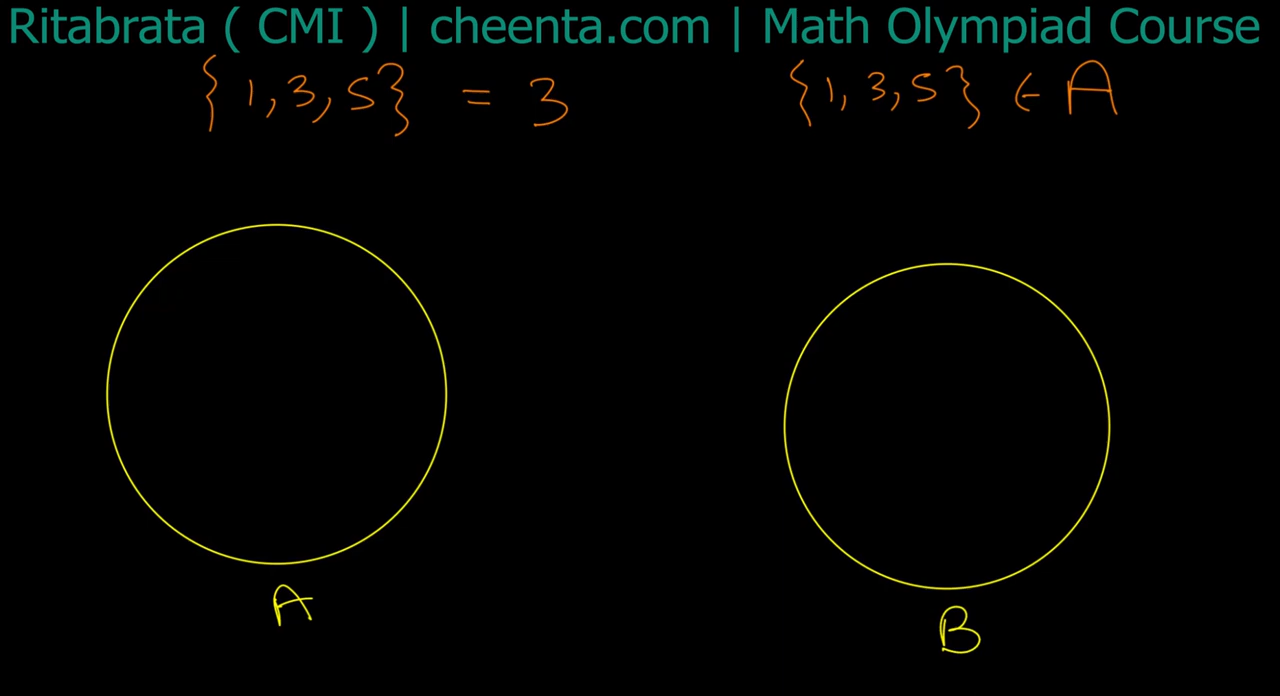 Ritabrata ( CMI ) | cheenta.com | Math Olympiad Course
{1,3,5} = 3 {1,3,5} ∈ A
A
B